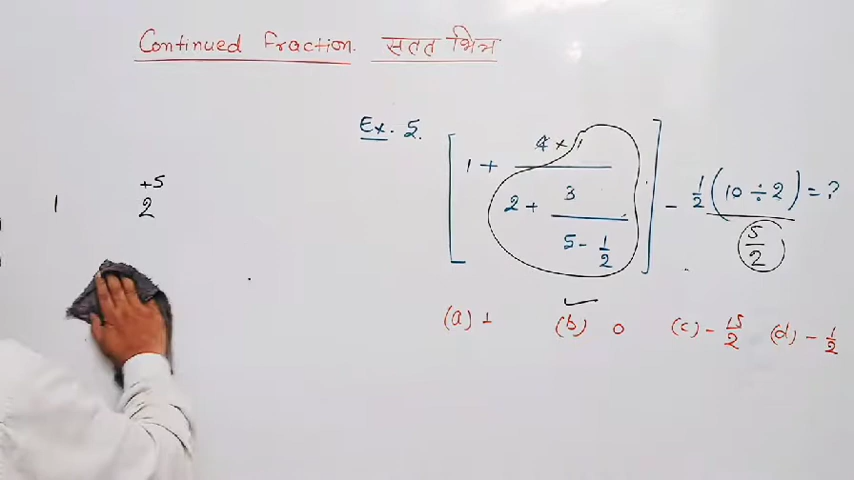 Continued Fraction. सतत भिन्न
Ex. 5.
[1 + 4 × 1 / (2 + 3 / (5 - 1/2))] - 1/2 (10 ÷ 2) = ?
5/2
+5
1 2
(a) 1 (b) 0 (c) - 15/2 (d) - 1/2